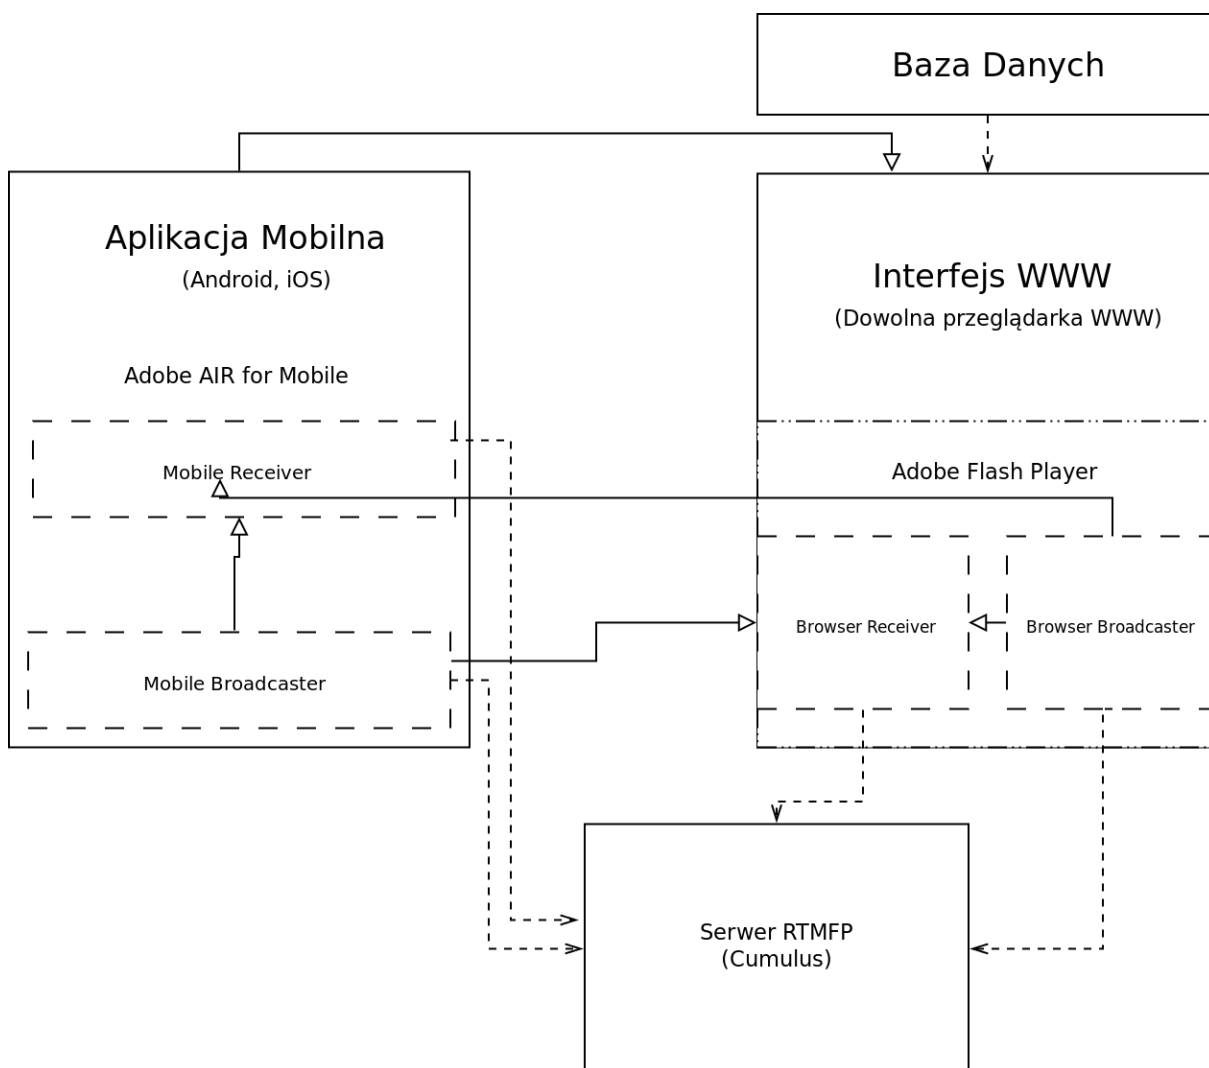 Baza Danych
Aplikacja Mobilna
(Android, iOS)
Interfejs WWW
(Dowolna przeglądarka WWW)
Adobe AIR for Mobile
Mobile Receiver
Adobe Flash Player
Mobile Broadcaster
Browser Receiver
Browser Broadcaster
Serwer RTMFP
(Cumulus)